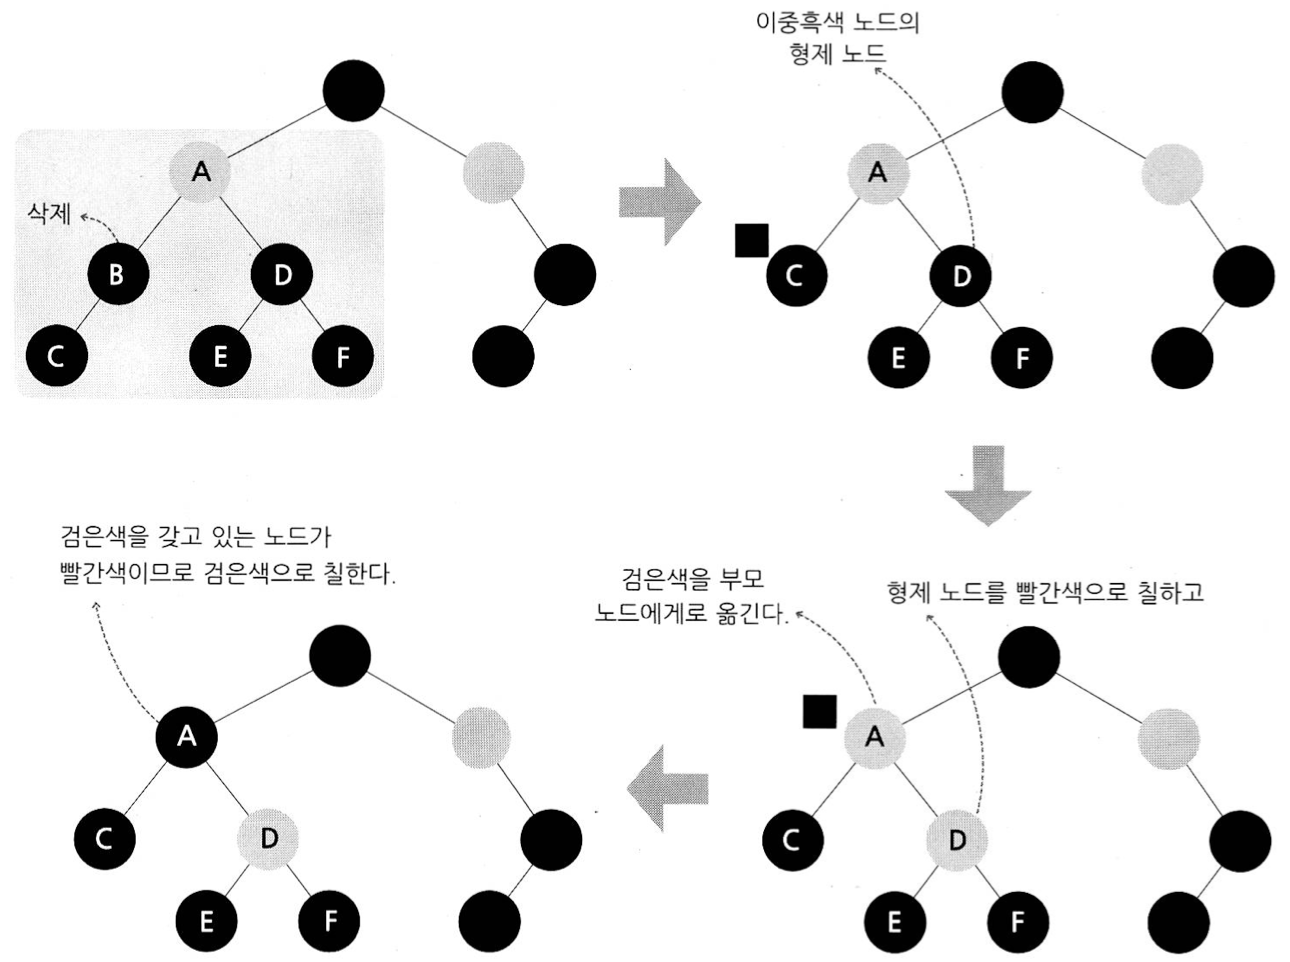 이중흑색 노드의
형제 노드
A
삭제
B
D
C
E
F
A
C
D
E
F
검은색을 갖고 있는 노드가
빨간색이므로 검은색으로 칠한다.
A
C
D
E
F
검은색을 부모
노드에게로 옮긴다.
형제 노드를 빨간색으로 칠하고
A
C
D
E
F